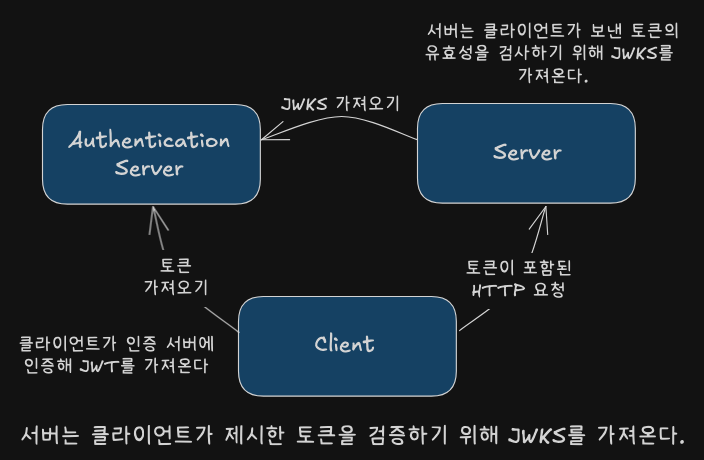 서버는 클라이언트가 보낸 토큰의
유효성을 검사하기 위해 JWKS를
가져온다.
JWKS 가져오기
Authentication
Server
Server
토큰
가져오기
토큰이 포함된
HTTP 요청
클라이언트가 인증 서버에
인증해 JWT를 가져온다
Client
서버는 클라이언트가 제시한 토큰을 검증하기 위해 JWKS를 가져온다.